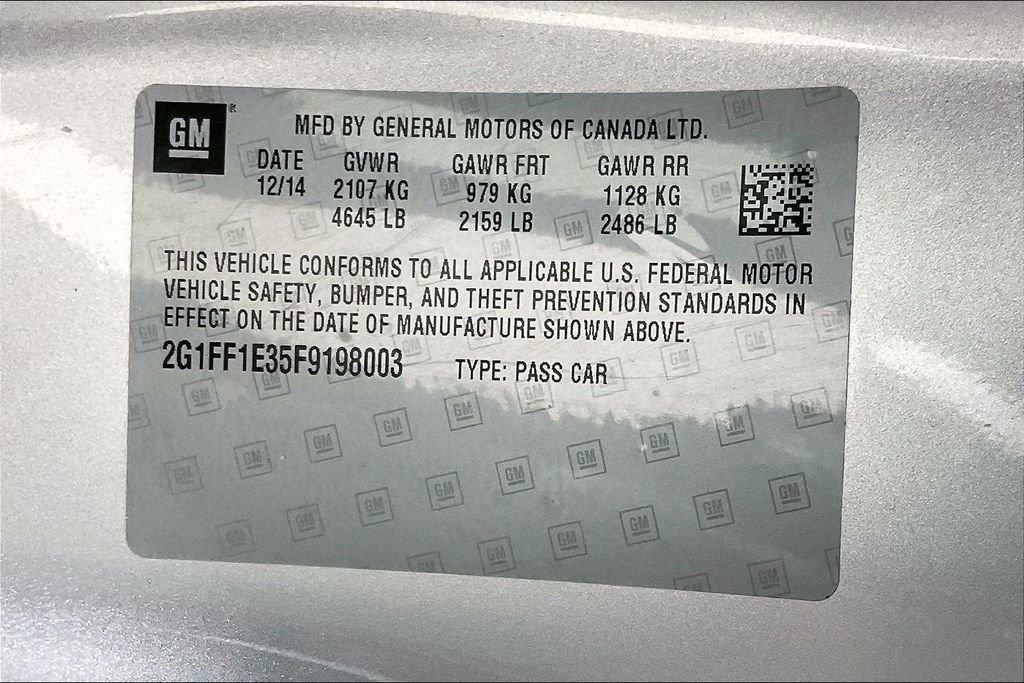 GM ®
MFD BY GENERAL MOTORS OF CANADA LTD.
DATE GVWR GAWR FRT GAWR RR
12/14 2107 KG 979 KG 1128 KG
4645 LB 2159 LB 2486 LB
THIS VEHICLE CONFORMS TO ALL APPLICABLE U.S. FEDERAL MOTOR
VEHICLE SAFETY, BUMPER, AND THEFT PREVENTION STANDARDS IN
EFFECT ON THE DATE OF MANUFACTURE SHOWN ABOVE.
2G1FF1E35F9198003 TYPE: PASS CAR